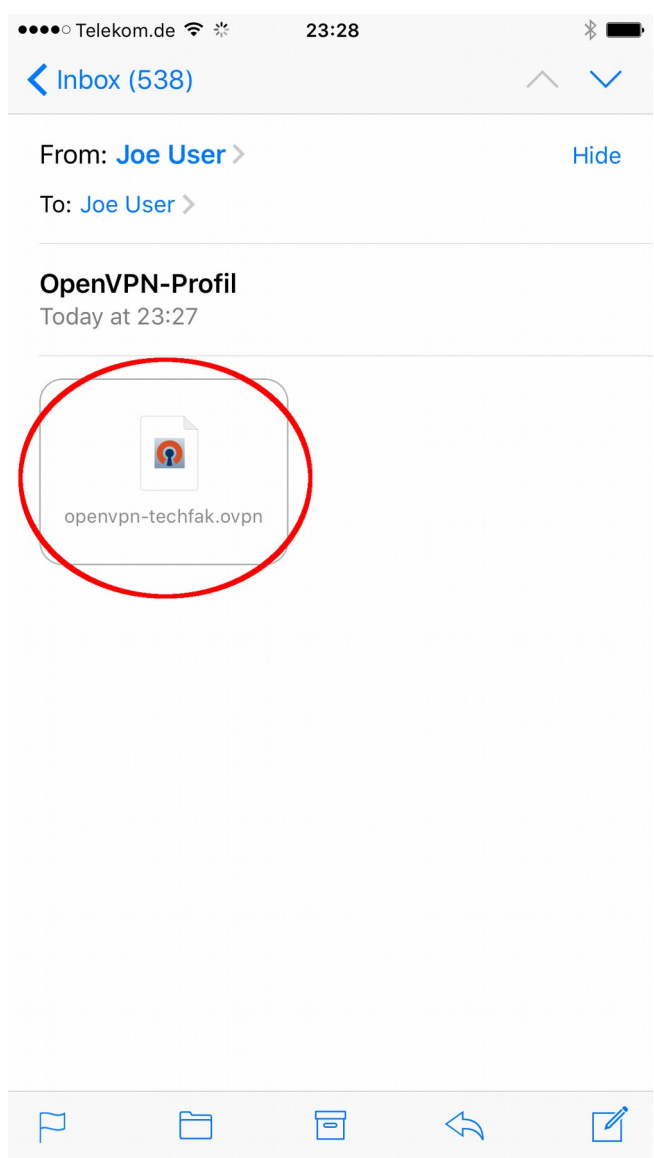 Telekom.de 23:28
Inbox (538)
From: Joe User Hide
To: Joe User
OpenVPN-Profil
Today at 23:27
openvpn-techfak.ovpn